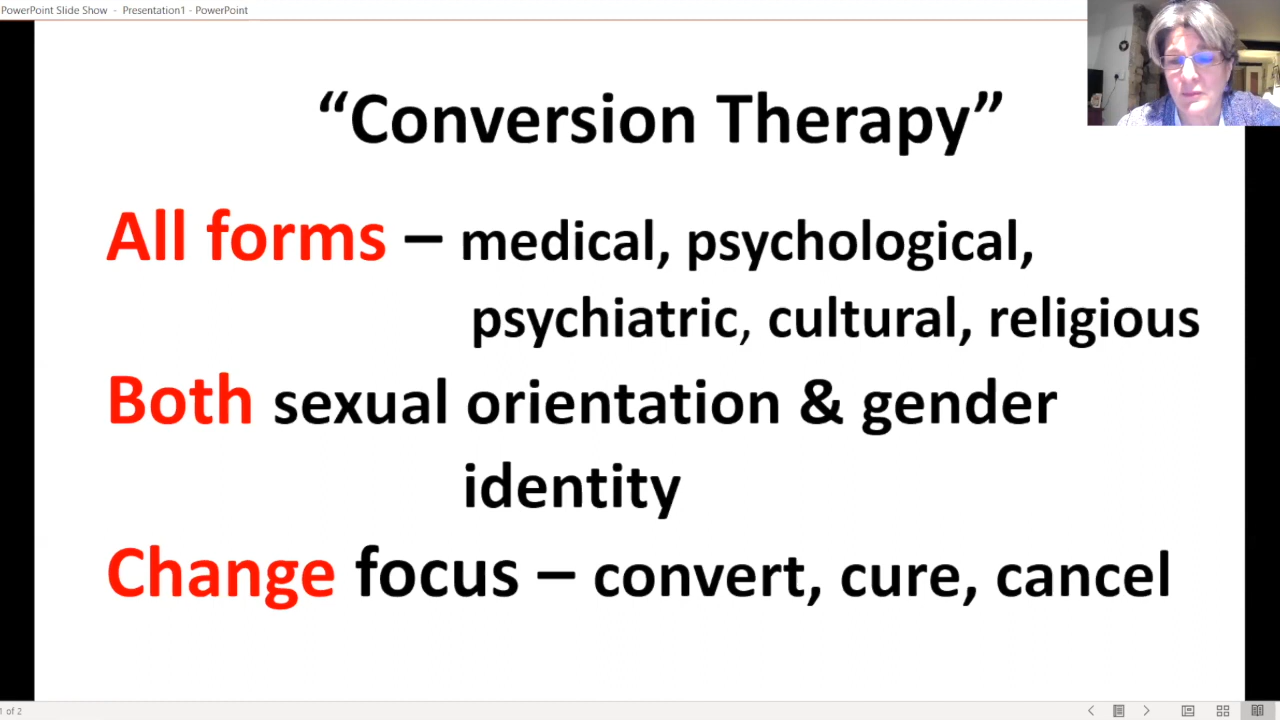 PowerPoint Slide Show - Presentation1 - PowerPoint
“Conversion Therapy”
All forms – medical, psychological,
psychiatric, cultural, religious
Both sexual orientation & gender
identity
Change focus – convert, cure, cancel
1 of 2